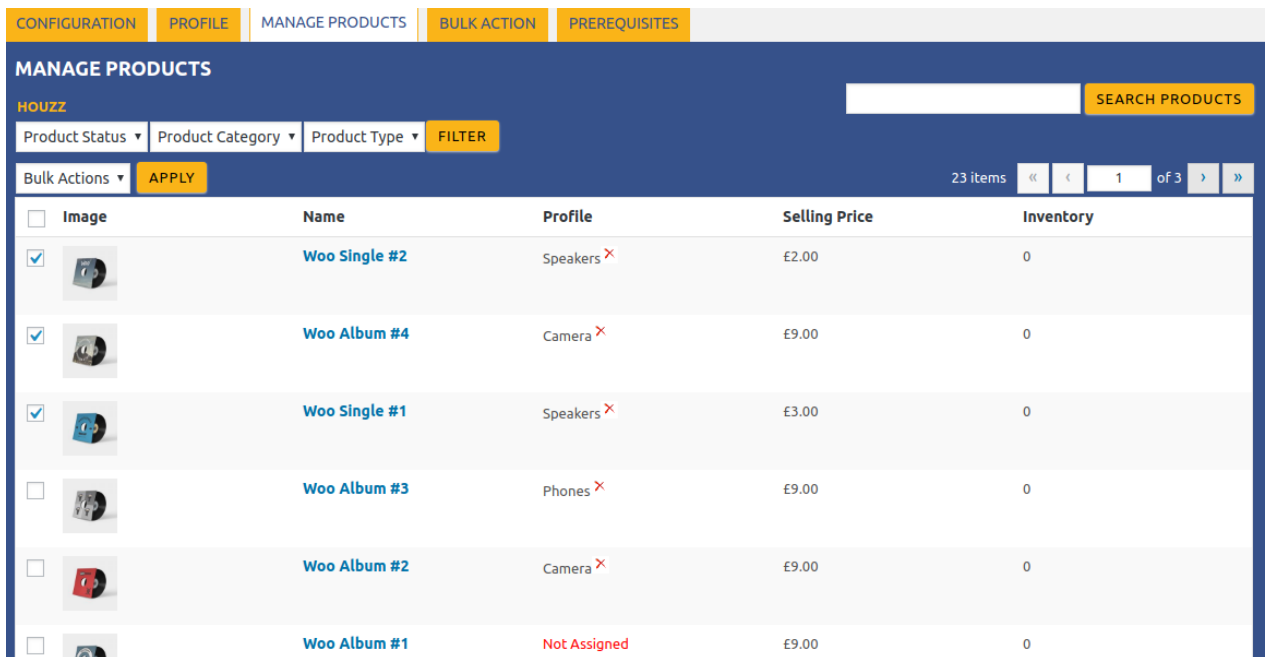 CONFIGURATION PROFILE MANAGE PRODUCTS BULK ACTION PREREQUISITES
MANAGE PRODUCTS
HOUZZ
SEARCH PRODUCTS
Product Status Product Category Product Type FILTER
Bulk Actions APPLY 23 items « ‹ 1 of 3 › »
Image Name Profile Selling Price Inventory
Woo Single #2 Speakers £2.00 0
Woo Album #4 Camera £9.00 0
Woo Single #1 Speakers £3.00 0
Woo Album #3 Phones £9.00 0
Woo Album #2 Camera £9.00 0
Woo Album #1 Not Assigned £9.00 0